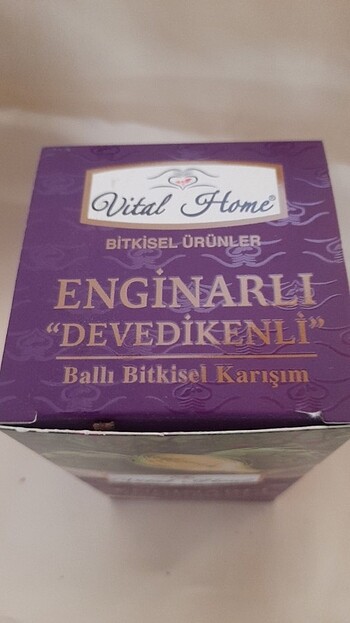 Vital Home®
BİTKİSEL ÜRÜNLER
ENGİNARLI
“DEVEDİKENLİ”
Ballı Bitkisel Karışım